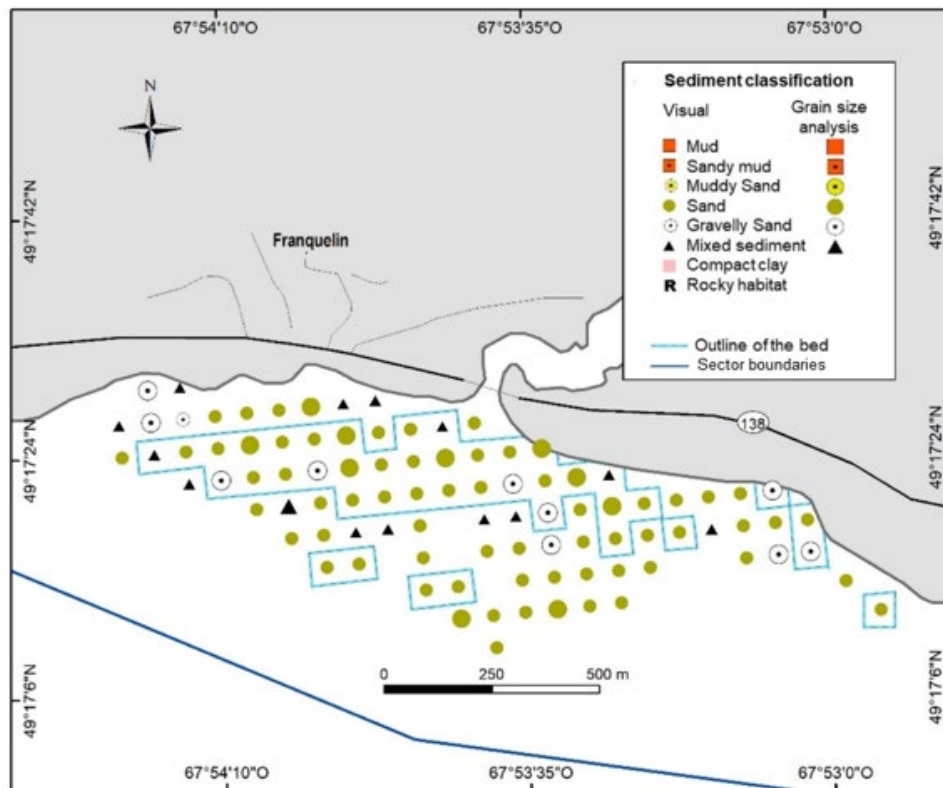 67°54'10"O 67°53'35"O 67°53'0"O
N
Sediment classification
Visual Grain size analysis
Mud
Sandy mud
Muddy Sand
Sand
Gravelly Sand
Mixed sediment
Compact clay
R Rocky habitat
Outline of the bed
Sector boundaries
49°17'42"N 49°17'42"N
Franquelin
138
49°17'24"N 49°17'24"N
0 250 500 m
49°17'6"N 49°17'6"N
67°54'10"O 67°53'35"O 67°53'0"O